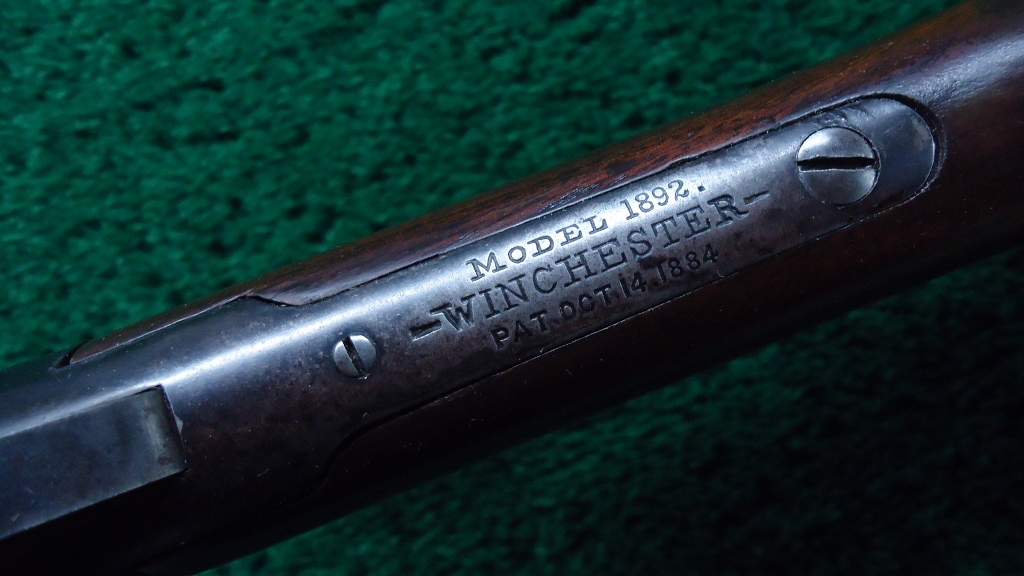 MODEL 1892.
-WINCHESTER-
PAT. OCT. 14. 1884